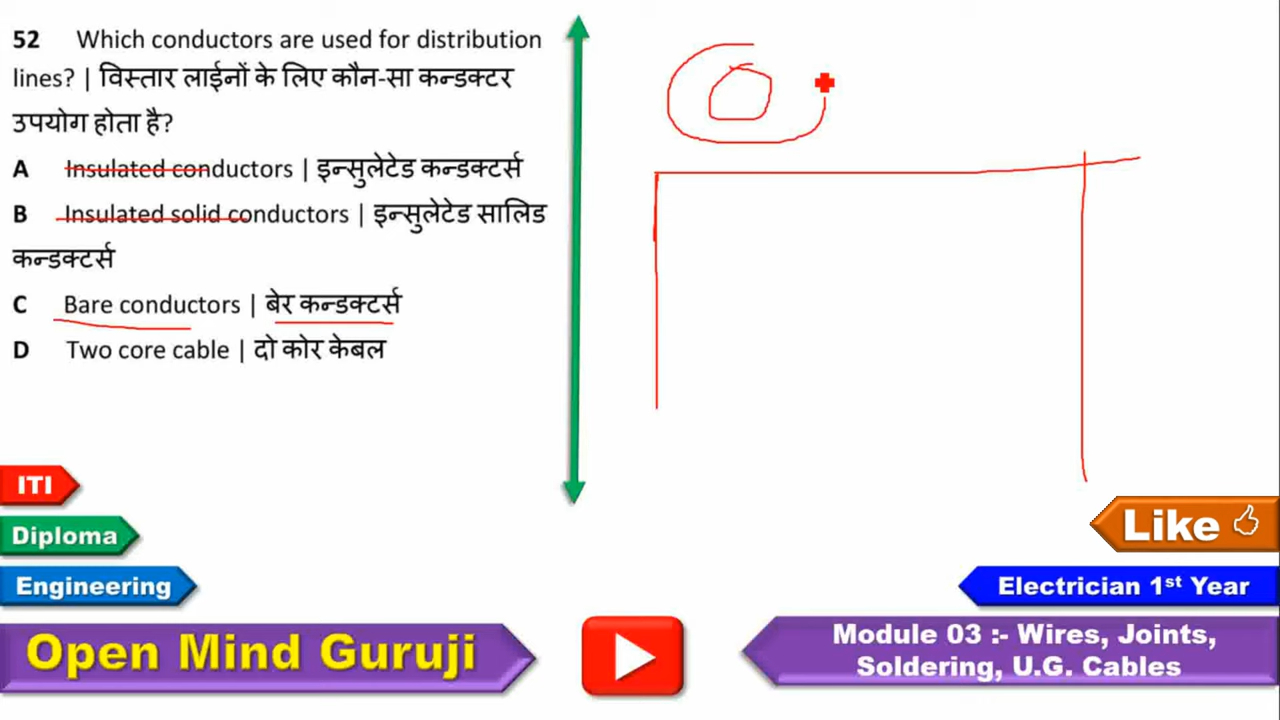 52 Which conductors are used for distribution
lines? | विस्तार लाईनों के लिए कौन-सा कन्डक्टर
उपयोग होता है?
A Insulated conductors | इन्सुलेटेड कन्डक्टर्स
B Insulated solid conductors | इन्सुलेटेड सालिड
कन्डक्टर्स
C Bare conductors | बेर कन्डक्टर्स
D Two core cable | दो कोर केबल
ITI
Diploma
Engineering
Open Mind Guruji
Like
Electrician 1st Year
Module 03 :- Wires, Joints,
Soldering, U.G. Cables